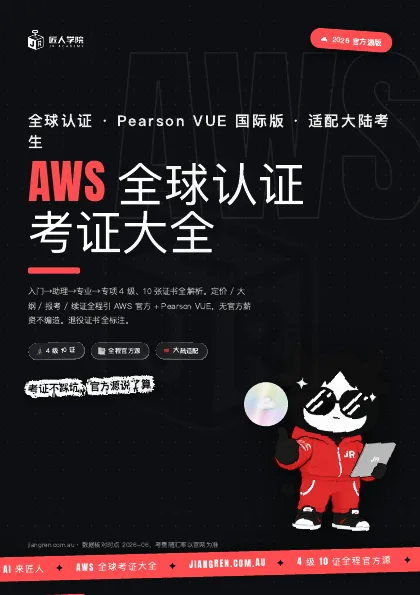 匠人学院
JR ACADEMY
2026 官方源版
全球认证 · Pearson VUE 国际版 · 适配大陆考
生
AWS 全球认证
考证大全
入门→助理→专业→专项 4 级、10 张证书全解析。定价 / 大
纲 / 报考 / 续证全程引 AWS 官方 + Pearson VUE，无官方薪
资不编造。退役证书全标注。
4 级 10 证
全程官方源
大陆适配
考证不踩坑，官方源说了算
JR
JR
jiangren.com.au · 数据核对时点 2026-06，考费随汇率以官网为准
AI 来匠人 ✦ AWS 全球考证大全 ✦ JIANGREN.COM.AU ✦ 4 级 10 证全程官方源 ✦
AWS